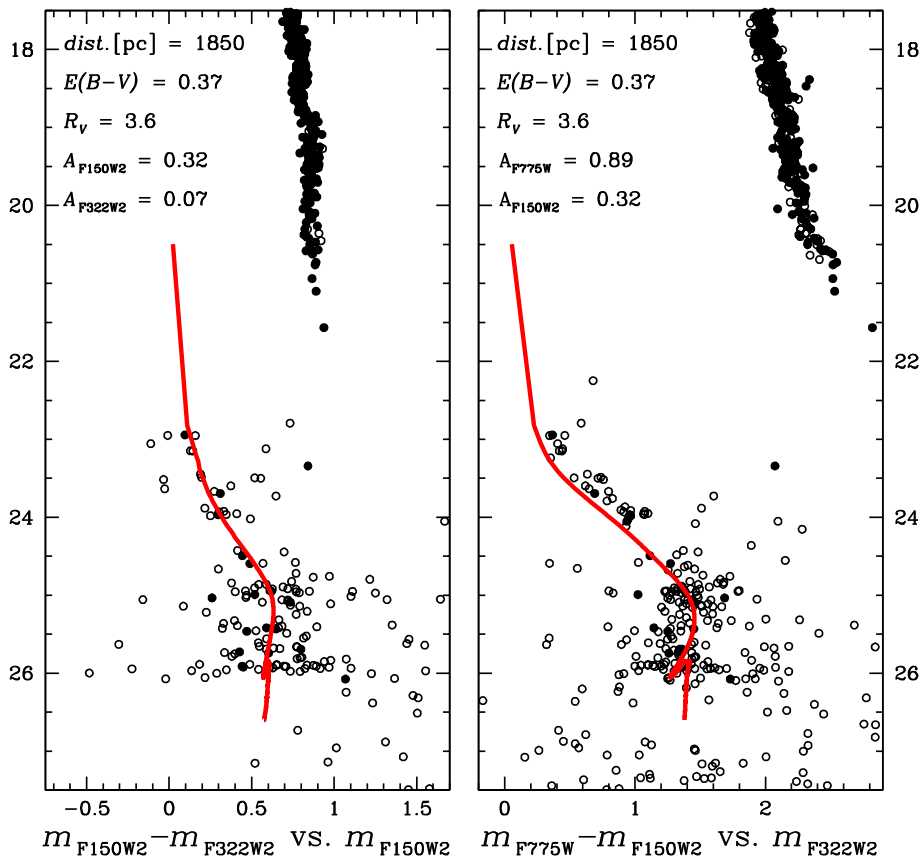 dist.[pc] = 1850
E(B−V) = 0.37
R_V = 3.6
A_F150W2 = 0.32
A_F322W2 = 0.07
18
20
22
24
26
−0.5 0 0.5 1 1.5
m_F150W2−m_F322W2 vs. m_F150W2
dist.[pc] = 1850
E(B−V) = 0.37
R_V = 3.6
A_F775W = 0.89
A_F150W2 = 0.32
18
20
22
24
26
0 1 2
m_F775W−m_F150W2 vs. m_F322W2